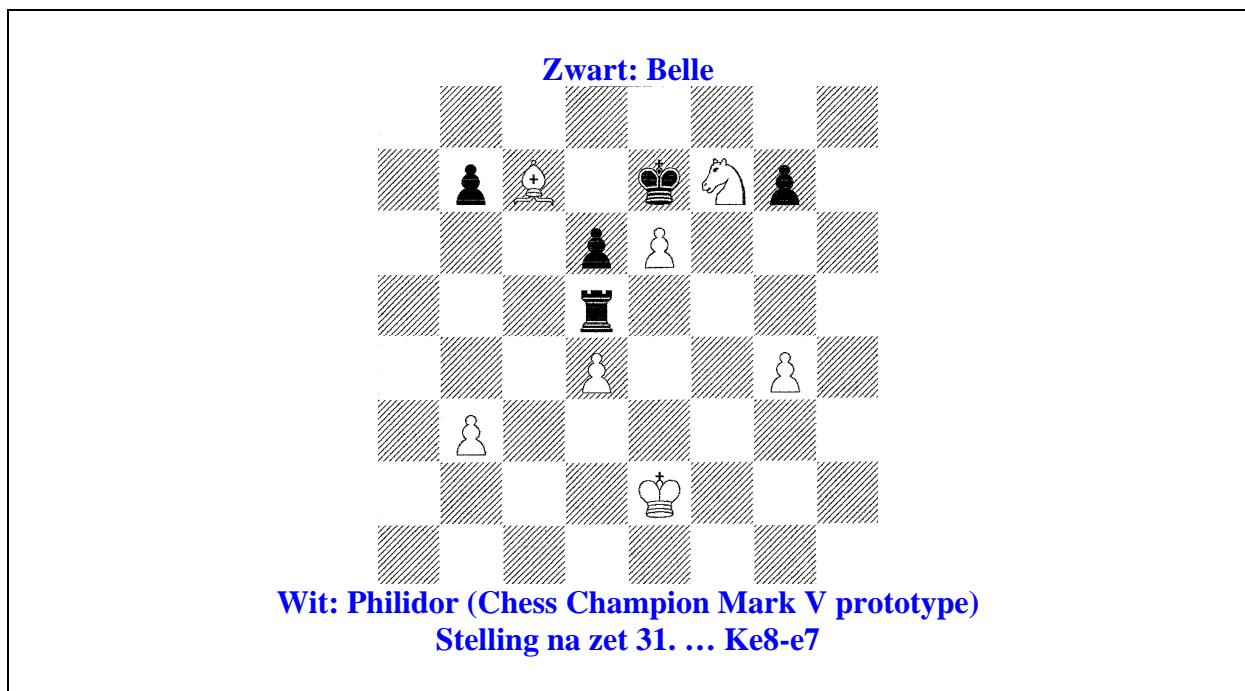 Zwart: Belle
Wit: Philidor (Chess Champion Mark V prototype)
Stelling na zet 31. … Ke8-e7